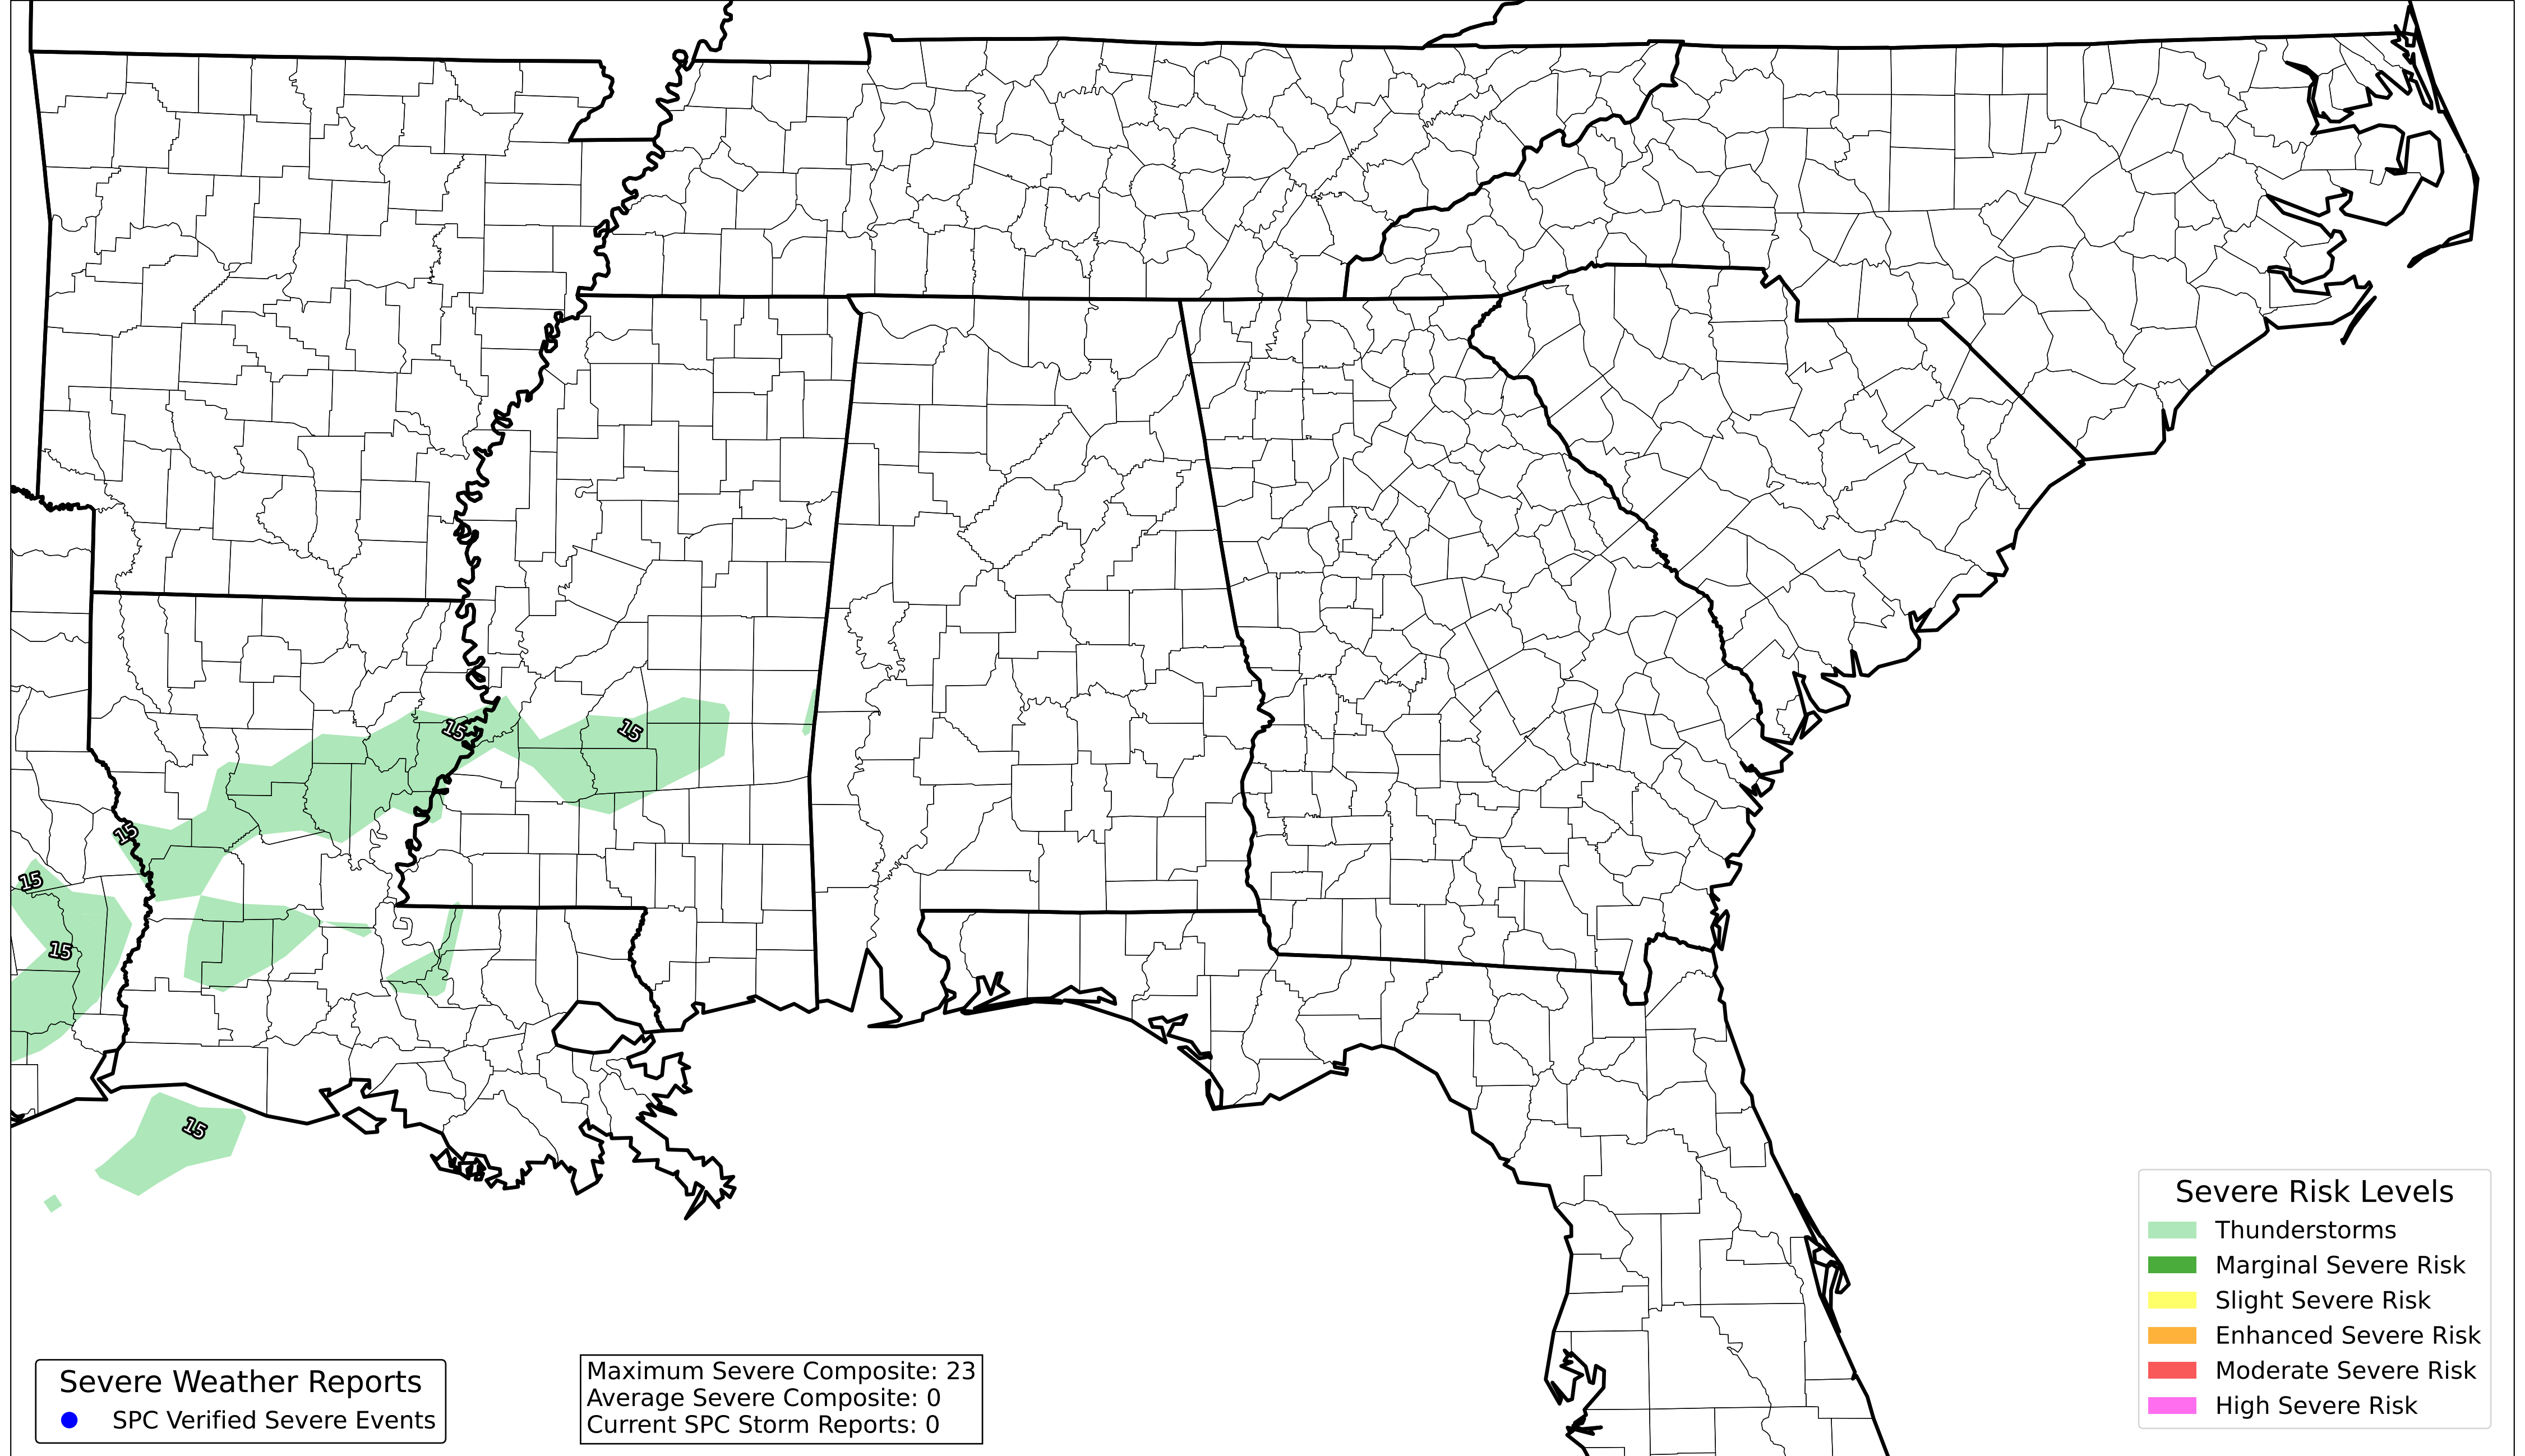 15
15
15
15
15
15
Severe Risk Levels
Thunderstorms
Marginal Severe Risk
Slight Severe Risk
Enhanced Severe Risk
Moderate Severe Risk
High Severe Risk
Severe Weather Reports
SPC Verified Severe Events
Maximum Severe Composite: 23
Average Severe Composite: 0
Current SPC Storm Reports: 0